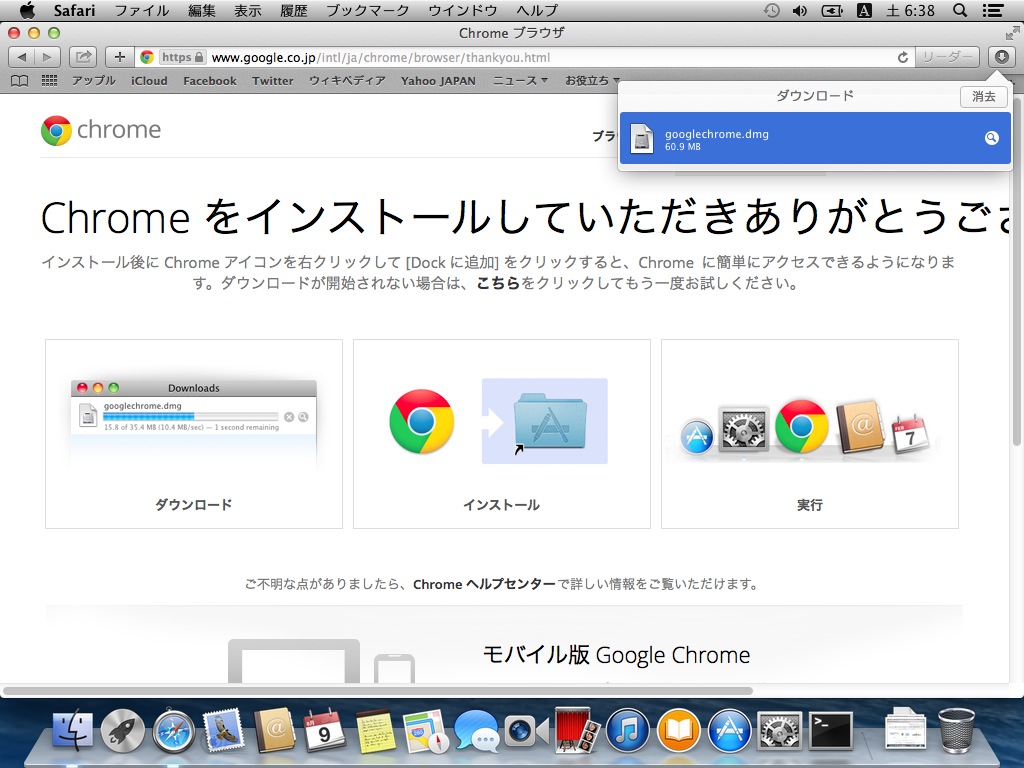 Safari ファイル 編集 表示 履歴 ブックマーク ウインドウ ヘルプ A 土 6:38
Chrome ブラウザ
https www.google.co.jp/intl/ja/chrome/browser/thankyou.html リーダー
アップル iCloud Facebook Twitter ウィキペディア Yahoo JAPAN ニュース お役立ち
ダウンロード 消去
googlechrome.dmg
60.9 MB
chrome
ブラ
Chrome をインストールしていただきありがとうござ
インストール後に Chrome アイコンを右クリックして [Dock に追加] をクリックすると、Chrome に簡単にアクセスできるようになりま
す。ダウンロードが開始されない場合は、こちらをクリックしてもう一度お試しください。
Downloads
googlechrome.dmg
15.8 of 35.4 MB (10.4 MB/sec) — 1 second remaining
FEB
7
ダウンロード
インストール
実行
ご不明な点がありましたら、Chrome ヘルプセンターで詳しい情報をご覧いただけます。
モバイル版 Google Chrome
9